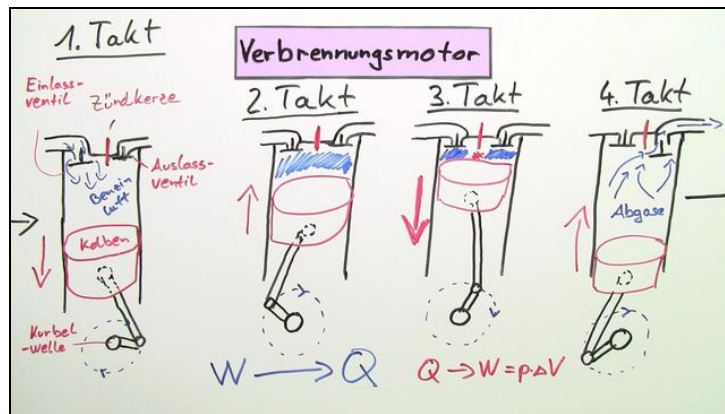 Verbrennungsmotor
1. Takt
Einlass-
ventil
Zündkerze
Auslass-
ventil
Benzin
Luft
Kolben
Kurbel
-welle
2. Takt
W → Q
3. Takt
Q → W = p·ΔV
4. Takt
Abgase